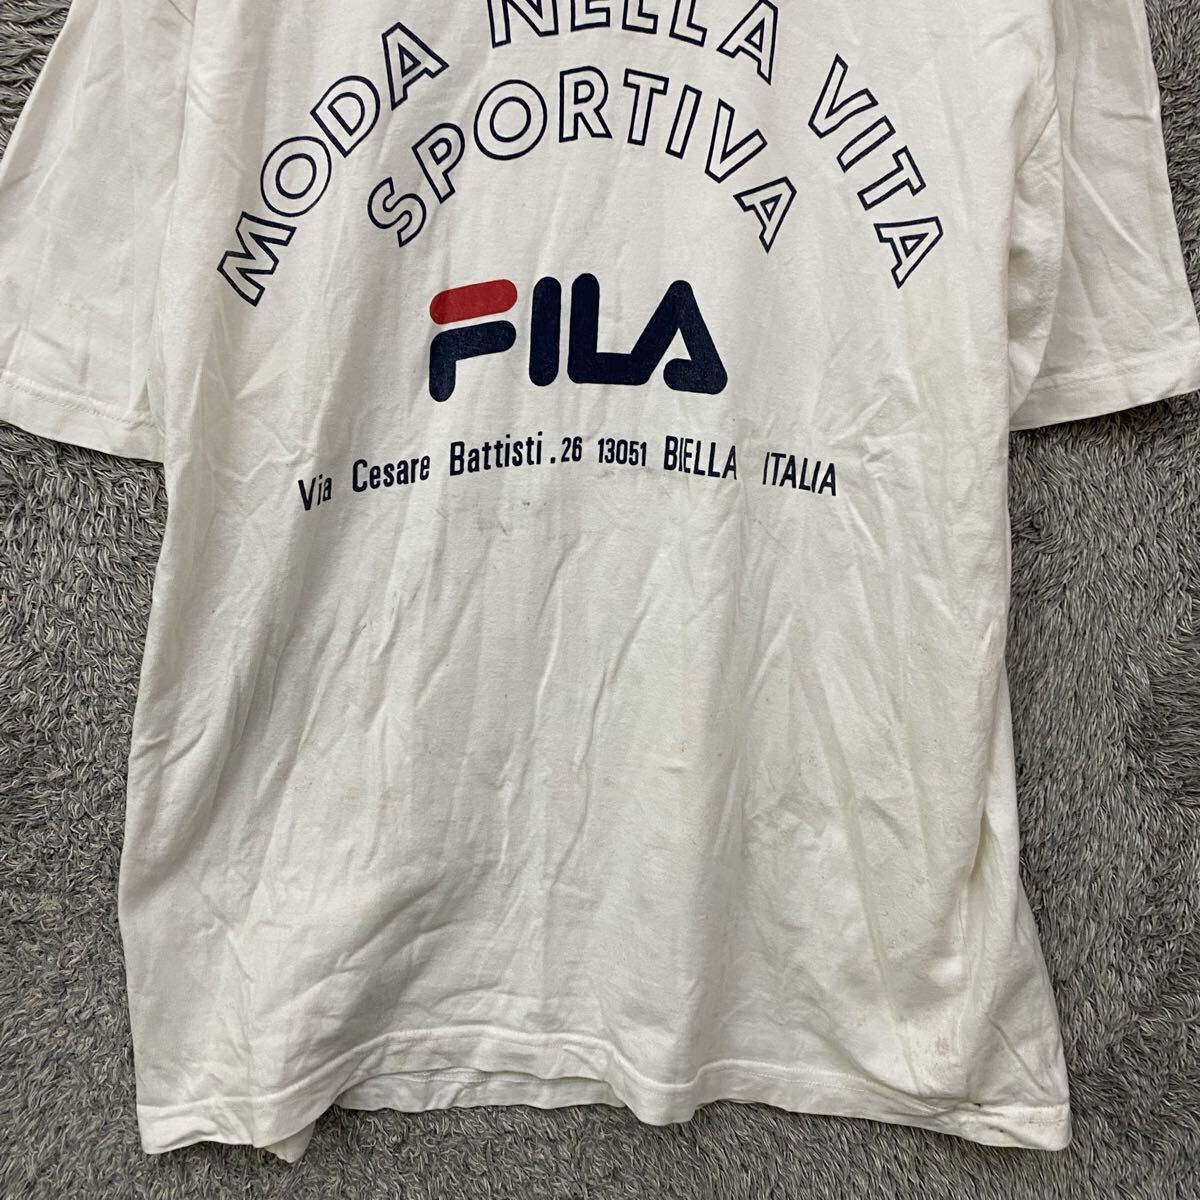 MODA NELLA VITA
SPORTIVA
FILA
Via Cesare Battisti.26 13051 BIELLA ITALIA